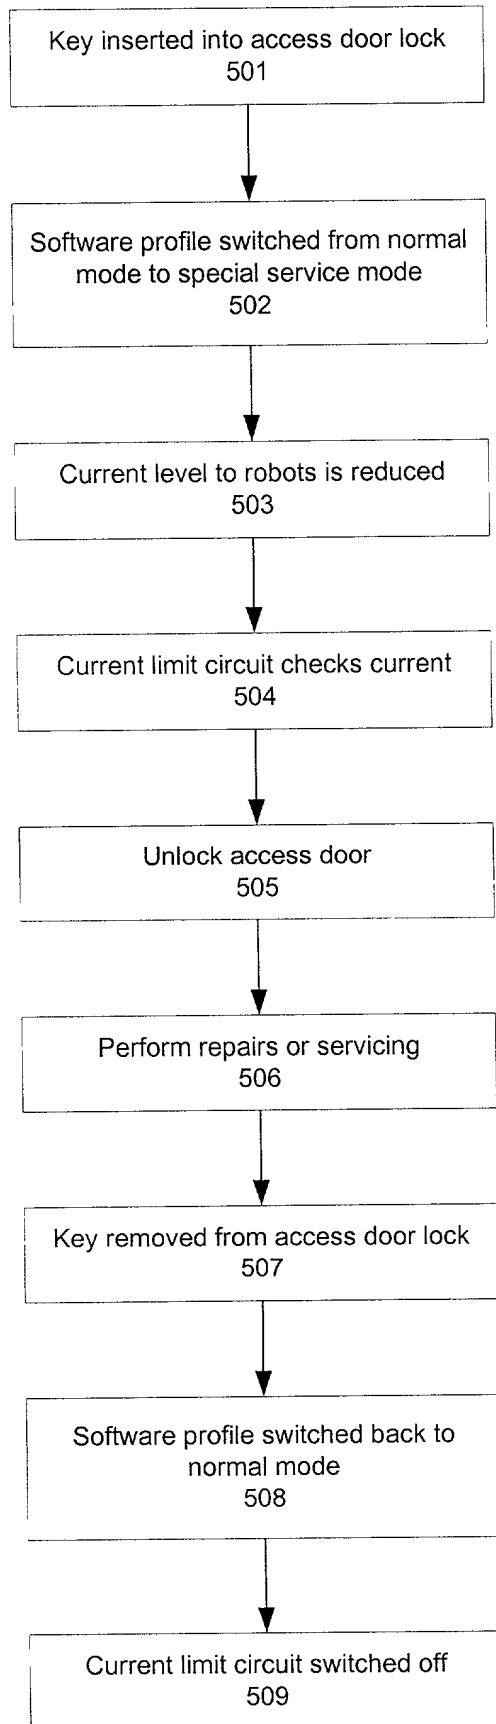 Key inserted into access door lock
501
Software profile switched from normal
mode to special service mode
502
Current level to robots is reduced
503
Current limit circuit checks current
504
Unlock access door
505
Perform repairs or servicing
506
Key removed from access door lock
507
Software profile switched back to
normal mode
508
Current limit circuit switched off
509